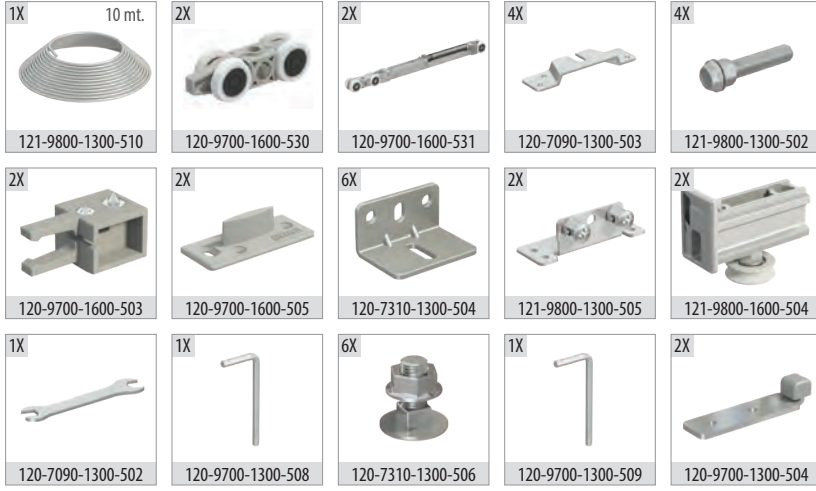 1X 10 mt.
121-9800-1300-510
2X
120-9700-1600-530
2X
120-9700-1600-531
4X
120-7090-1300-503
4X
121-9800-1300-502
2X
120-9700-1600-503
2X
120-9700-1600-505
6X
120-7310-1300-504
2X
121-9800-1300-505
2X
121-9800-1600-504
1X
120-7090-1300-502
1X
120-9700-1300-508
6X
120-7310-1300-506
1X
120-9700-1300-509
2X
120-9700-1300-504